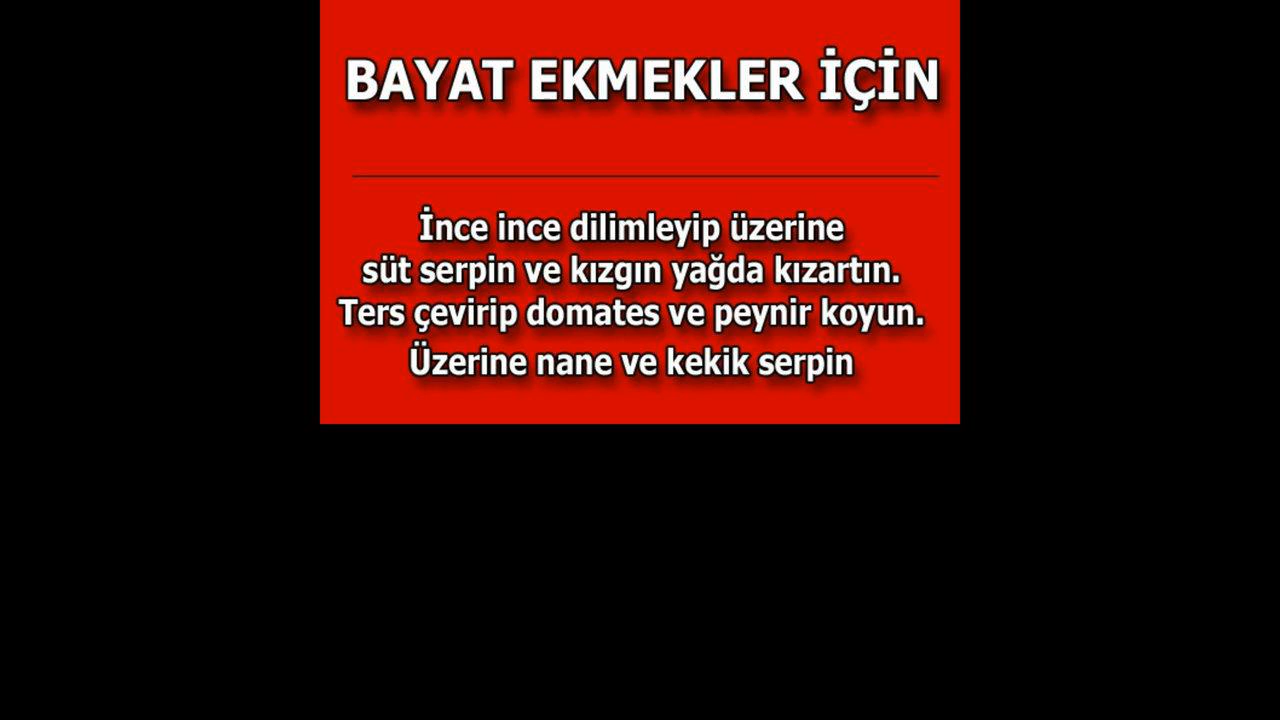 BAYAT EKMEKLER İÇİN
İnce ince dilimleyip üzerine
süt serpin ve kızgın yağda kızartın.
Ters çevirip domates ve peynir koyun.
Üzerine nane ve kekik serpin